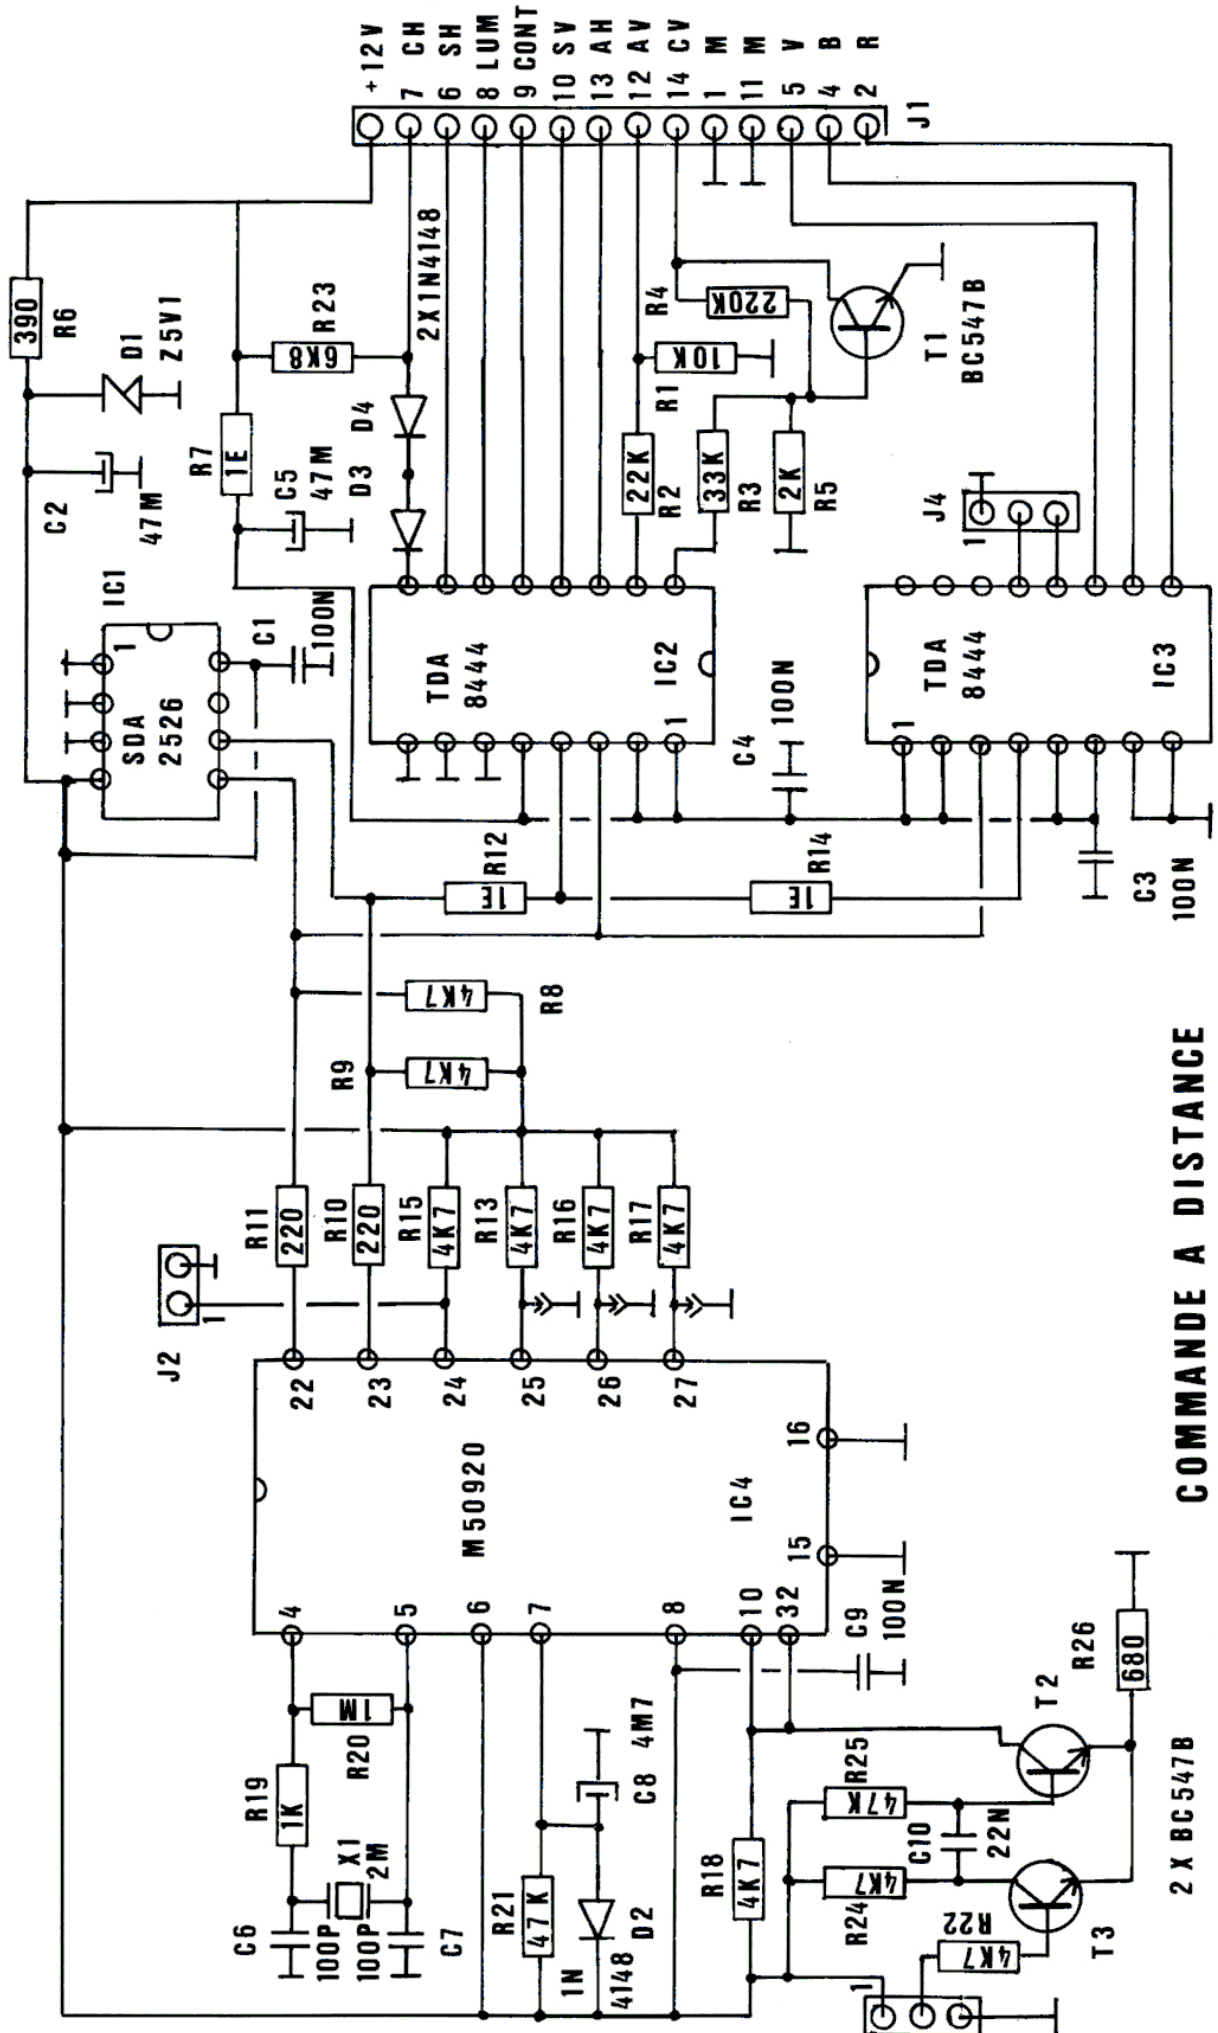 +12V
7 CH
6 SH
8 LUM
9 CONT
10 SV
13 AH
12 AV
14 CV
1 M
11 M
5 V
4 B
2 R
J1
390
R6
D1
Z5V1
C2
47M
R7
1E
R23
6K8
C5
47M
D4
D3
2X1N4148
IC1
1
SDA
2526
C1
100N
TDA
8444
IC2
1
R4
220K
R1
10K
22K
R2
33K
R3
2K
R5
T1
BC547B
J4
1
TDA
8444
IC3
1
C4
100N
C3
100N
R12
1E
R14
1E
4K7
R8
R9
4K7
R11
220
R10
220
R15
4K7
R13
4K7
R16
4K7
R17
4K7
J2
1
22
23
24
25
26
27
M50920
IC4
16
15
4
5
6
7
8
10
32
C9
100N
R19
1K
R20
1M
X1
2M
C6
100P
100P
C7
R21
47K
1N
4148
D2
C8
4M7
R18
4K7
R25
47K
R24
4K7
C10
22N
R22
4K7
T2
T3
R26
680
2 X BC547B
1
COMMANDE A DISTANCE